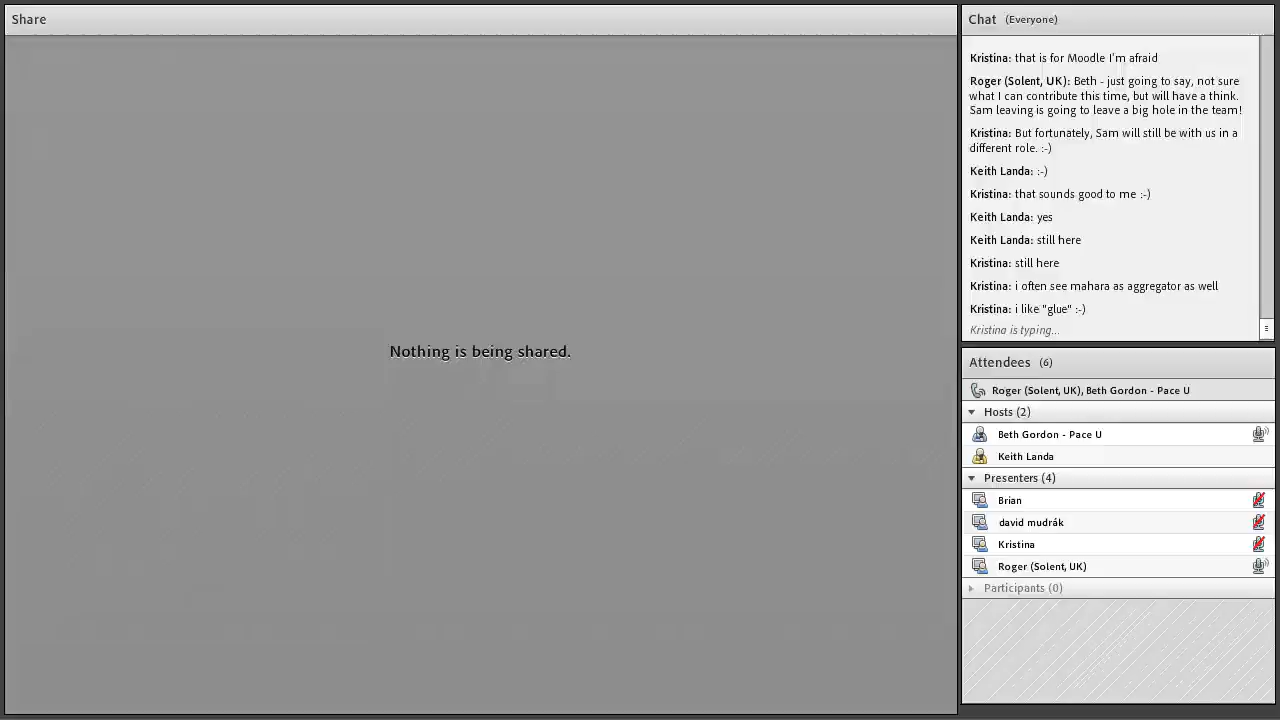 Share
Nothing is being shared.
Chat (Everyone)
Kristina: that is for Moodle I'm afraid
Roger (Solent, UK): Beth - just going to say, not sure
what I can contribute this time, but will have a think.
Sam leaving is going to leave a big hole in the team!
Kristina: But fortunately, Sam will still be with us in a
different role. :-)
Keith Landa: :-)
Kristina: that sounds good to me :-)
Keith Landa: yes
Keith Landa: still here
Kristina: still here
Kristina: i often see mahara as aggregator as well
Kristina: i like "glue" :-)
Kristina is typing...
Attendees (6)
Roger (Solent, UK), Beth Gordon - Pace U
Hosts (2)
Beth Gordon - Pace U
Keith Landa
Presenters (4)
Brian
david mudrák
Kristina
Roger (Solent, UK)
Participants (0)